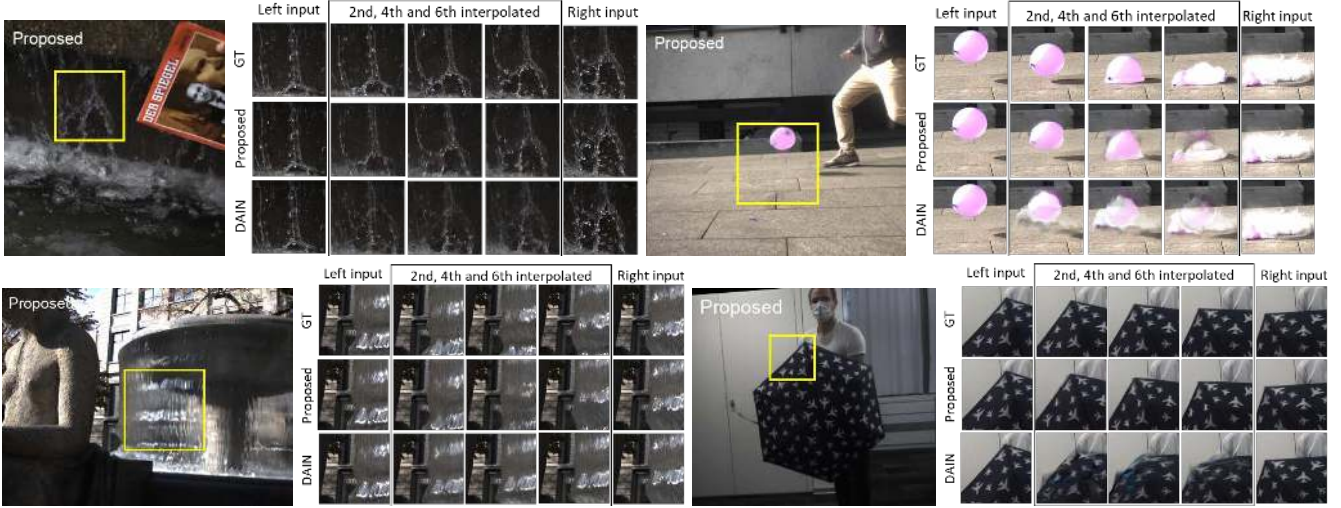 Proposed
DER SPIEGEL
Left input
2nd, 4th and 6th interpolated
Right input
GT
Proposed
DAIN
Proposed
Left input
2nd, 4th and 6th interpolated
Right input
GT
Proposed
DAIN
Proposed
Left input
2nd, 4th and 6th interpolated
Right input
GT
Proposed
DAIN
Proposed
Left input
2nd, 4th and 6th interpolated
Right input
GT
Proposed
DAIN